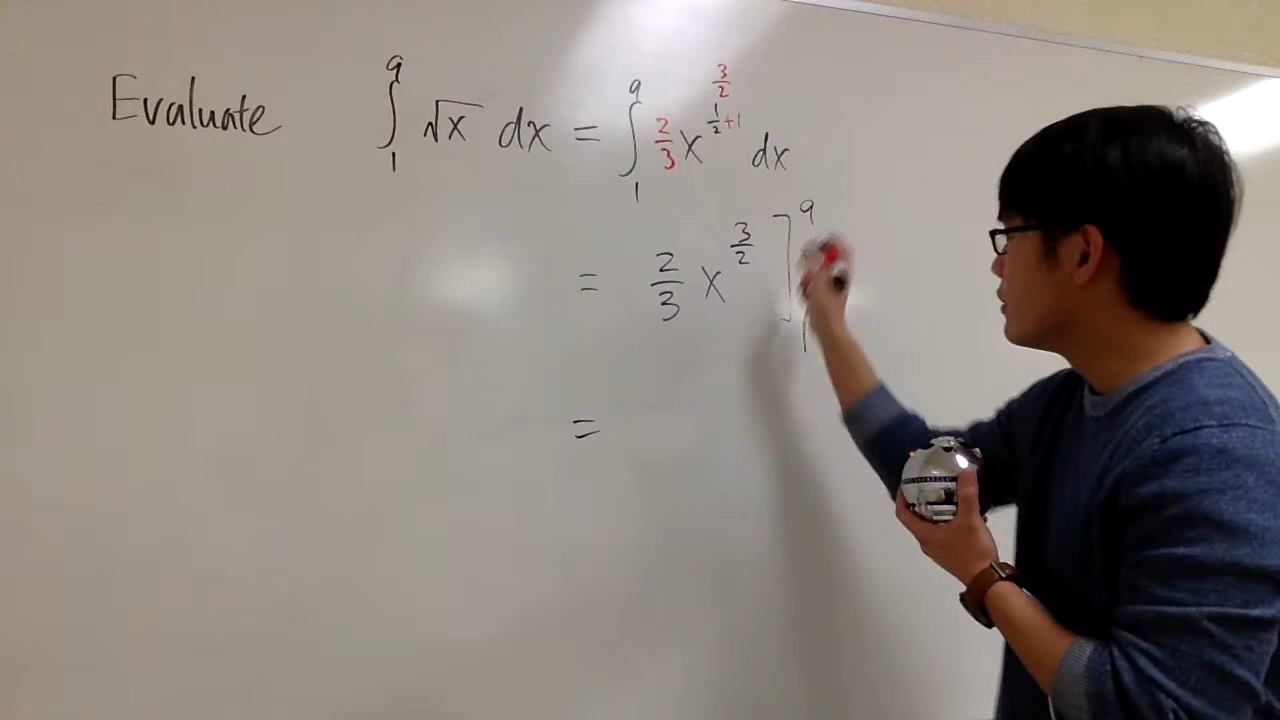 Evaluate ∫₁⁹ √x dx = ∫₁⁹ 2/3 x^(1/2 +1) 3/2 dx
= 2/3 x^(3/2) ]₁⁹
=